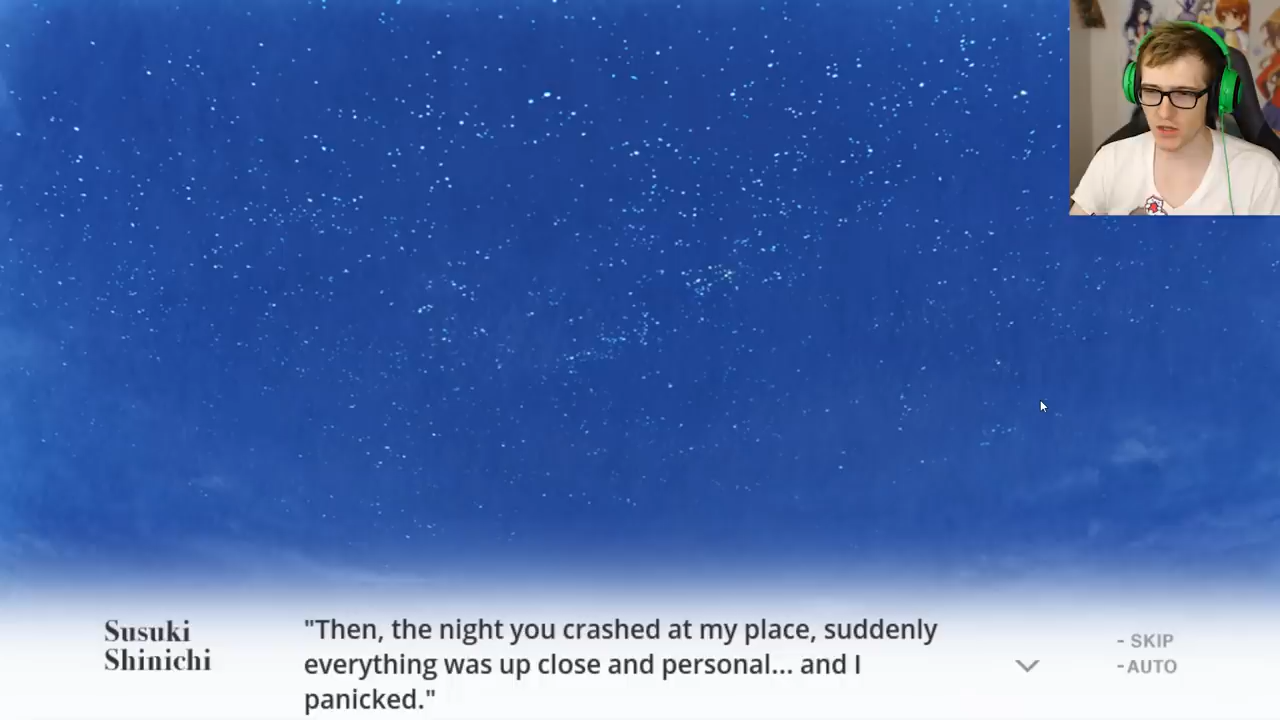 Susuki
Shinichi
"Then, the night you crashed at my place, suddenly
everything was up close and personal... and I
panicked."
- SKIP
-AUTO